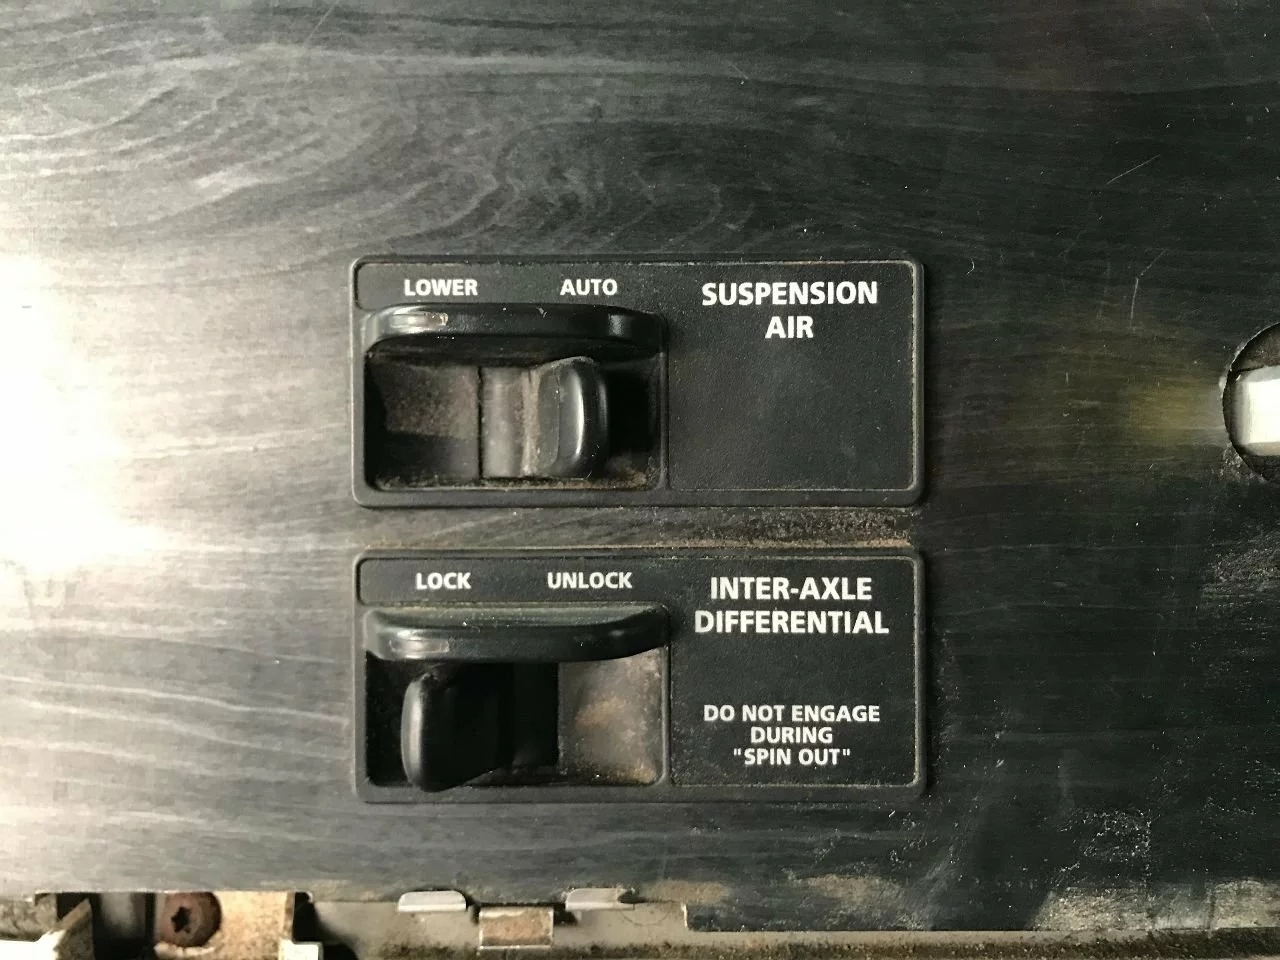 LOWER AUTO
SUSPENSION
AIR
LOCK UNLOCK
INTER-AXLE
DIFFERENTIAL
DO NOT ENGAGE
DURING
"SPIN OUT"